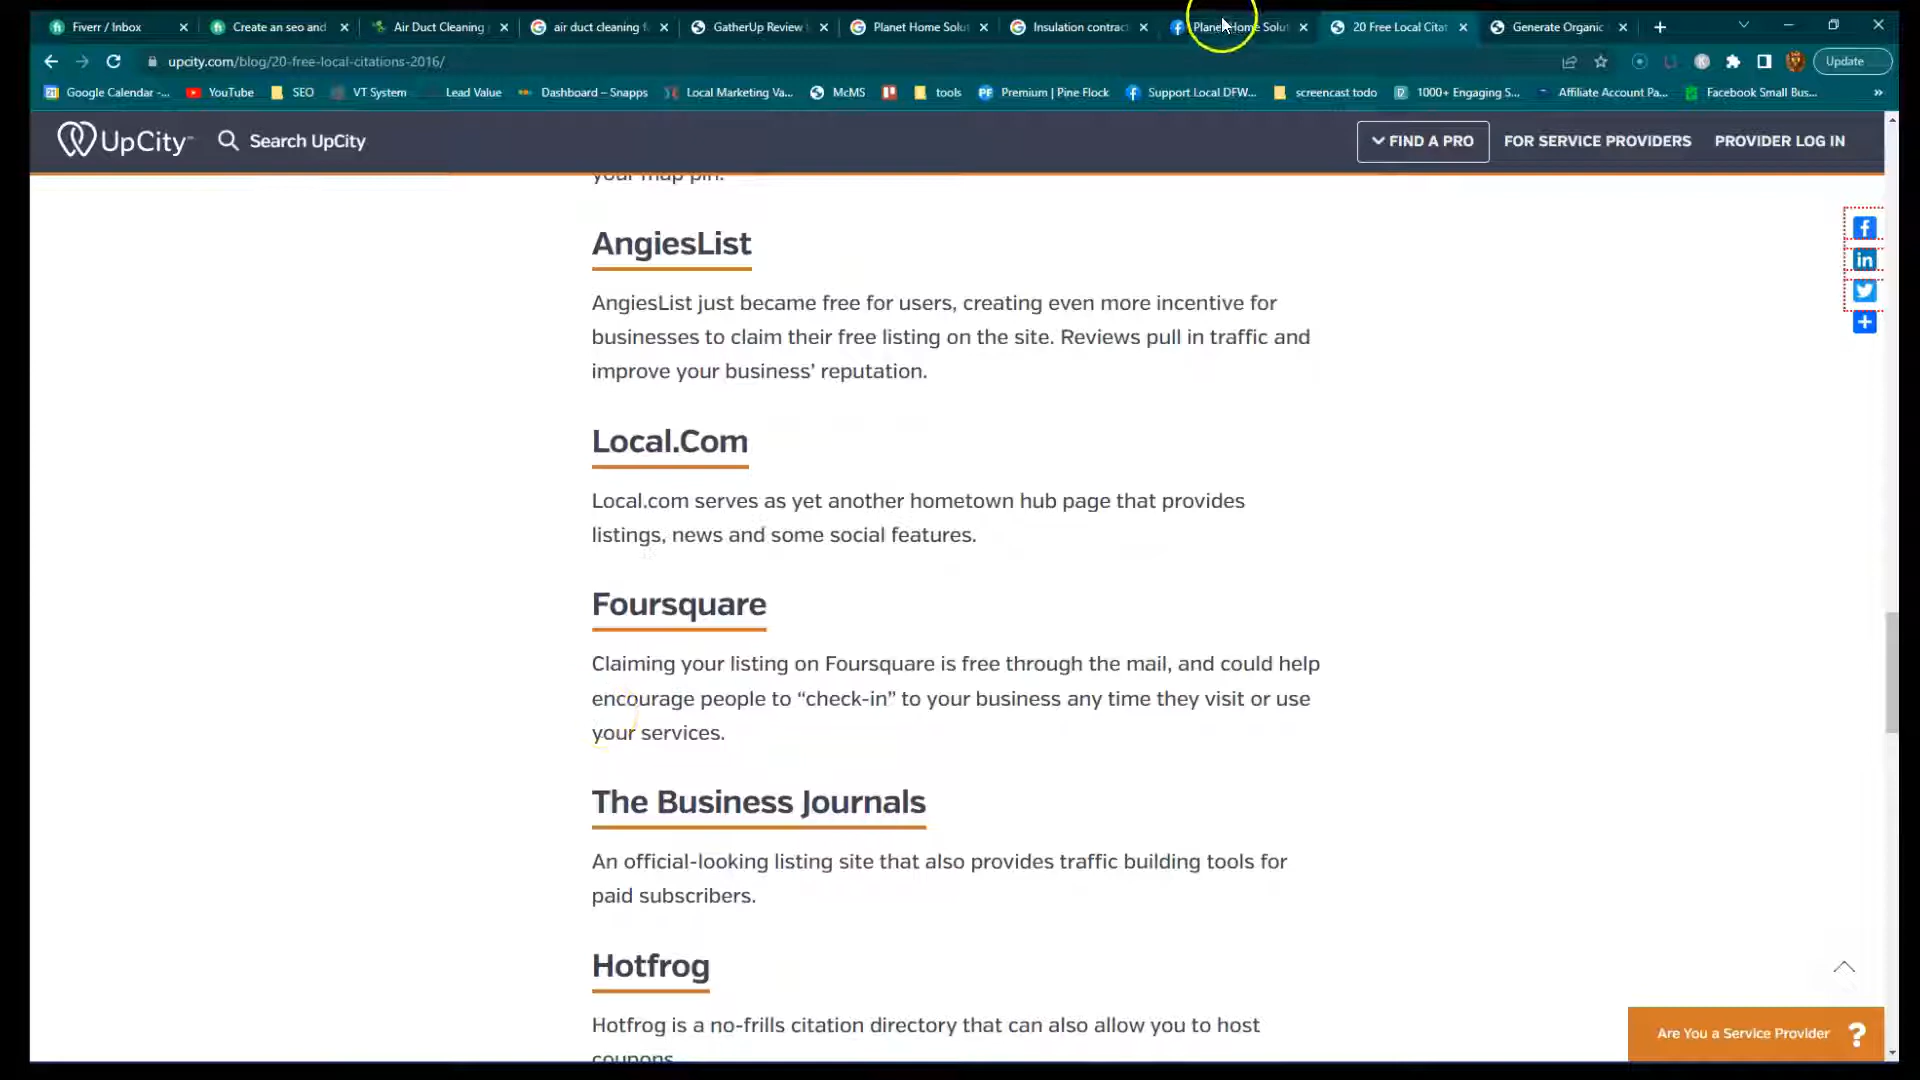 Fiverr / Inbox
Create an seo and
Air Duct Cleaning
air duct cleaning f
GatherUp Review
Planet Home Solu
Insulation contract
Planet Home Solut
20 Free Local Citat
Generate Organic
upcity.com/blog/20-free-local-citations-2016/
Update
Google Calendar -...
YouTube
SEO
VT System
Lead Value
Dashboard – Snapps
Local Marketing Va...
McMS
tools
PF Premium | Pine Flock
Support Local DFW...
screencast todo
1000+ Engaging S...
Affiliate Account Pa...
Facebook Small Bus...
»
UpCity
Search UpCity
FIND A PRO
FOR SERVICE PROVIDERS
PROVIDER LOG IN
your map pin.
AngiesList
AngiesList just became free for users, creating even more incentive for
businesses to claim their free listing on the site. Reviews pull in traffic and
improve your business’ reputation.
Local.Com
Local.com serves as yet another hometown hub page that provides
listings, news and some social features.
Foursquare
Claiming your listing on Foursquare is free through the mail, and could help
encourage people to “check-in” to your business any time they visit or use
your services.
The Business Journals
An official-looking listing site that also provides traffic building tools for
paid subscribers.
Hotfrog
Hotfrog is a no-frills citation directory that can also allow you to host
coupons.
Are You a Service Provider ?